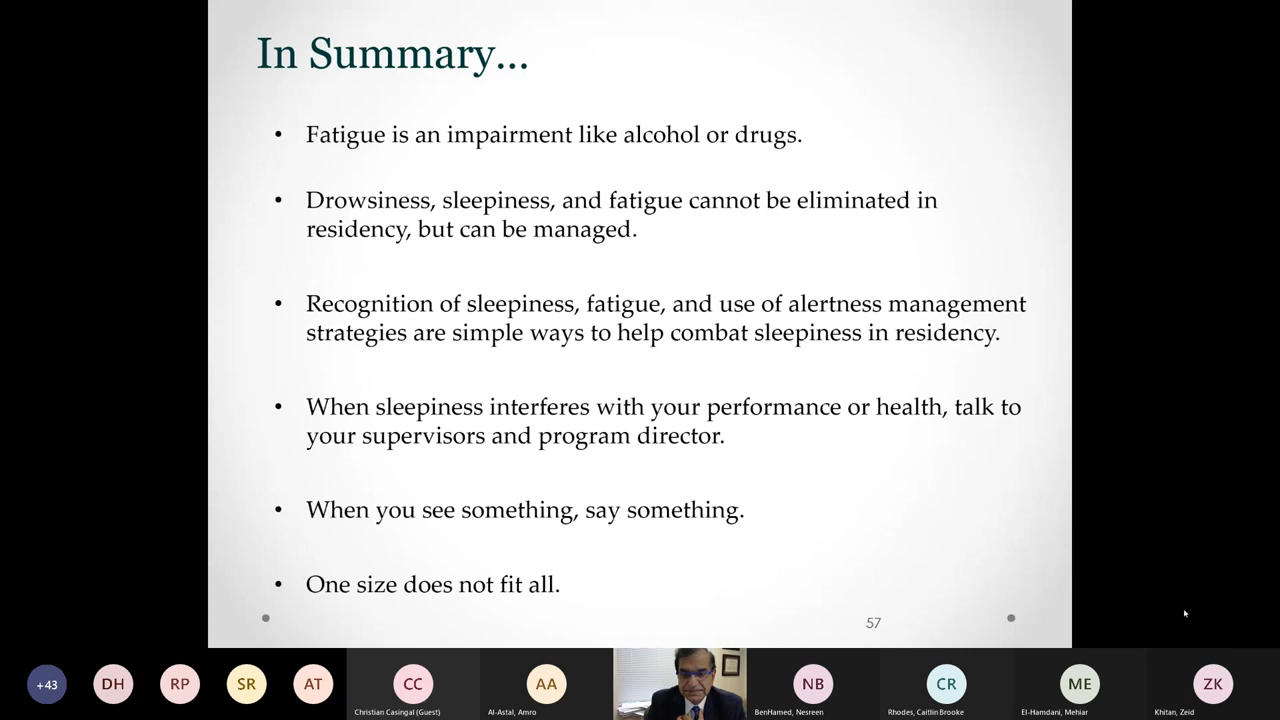 In Summary...
• Fatigue is an impairment like alcohol or drugs.
• Drowsiness, sleepiness, and fatigue cannot be eliminated in
residency, but can be managed.
• Recognition of sleepiness, fatigue, and use of alertness management
strategies are simple ways to help combat sleepiness in residency.
• When sleepiness interferes with your performance or health, talk to
your supervisors and program director.
• When you see something, say something.
• One size does not fit all.
57
+43
DH
RP
SR
AT
CC
AA
NB
CR
ME
ZK
Christian Casingal (Guest)
Al-Astal, Amro
BenHamed, Nesreen
Rhodes, Caitlin Brooke
El-Hamdani, Mehiar
Khitan, Zeid